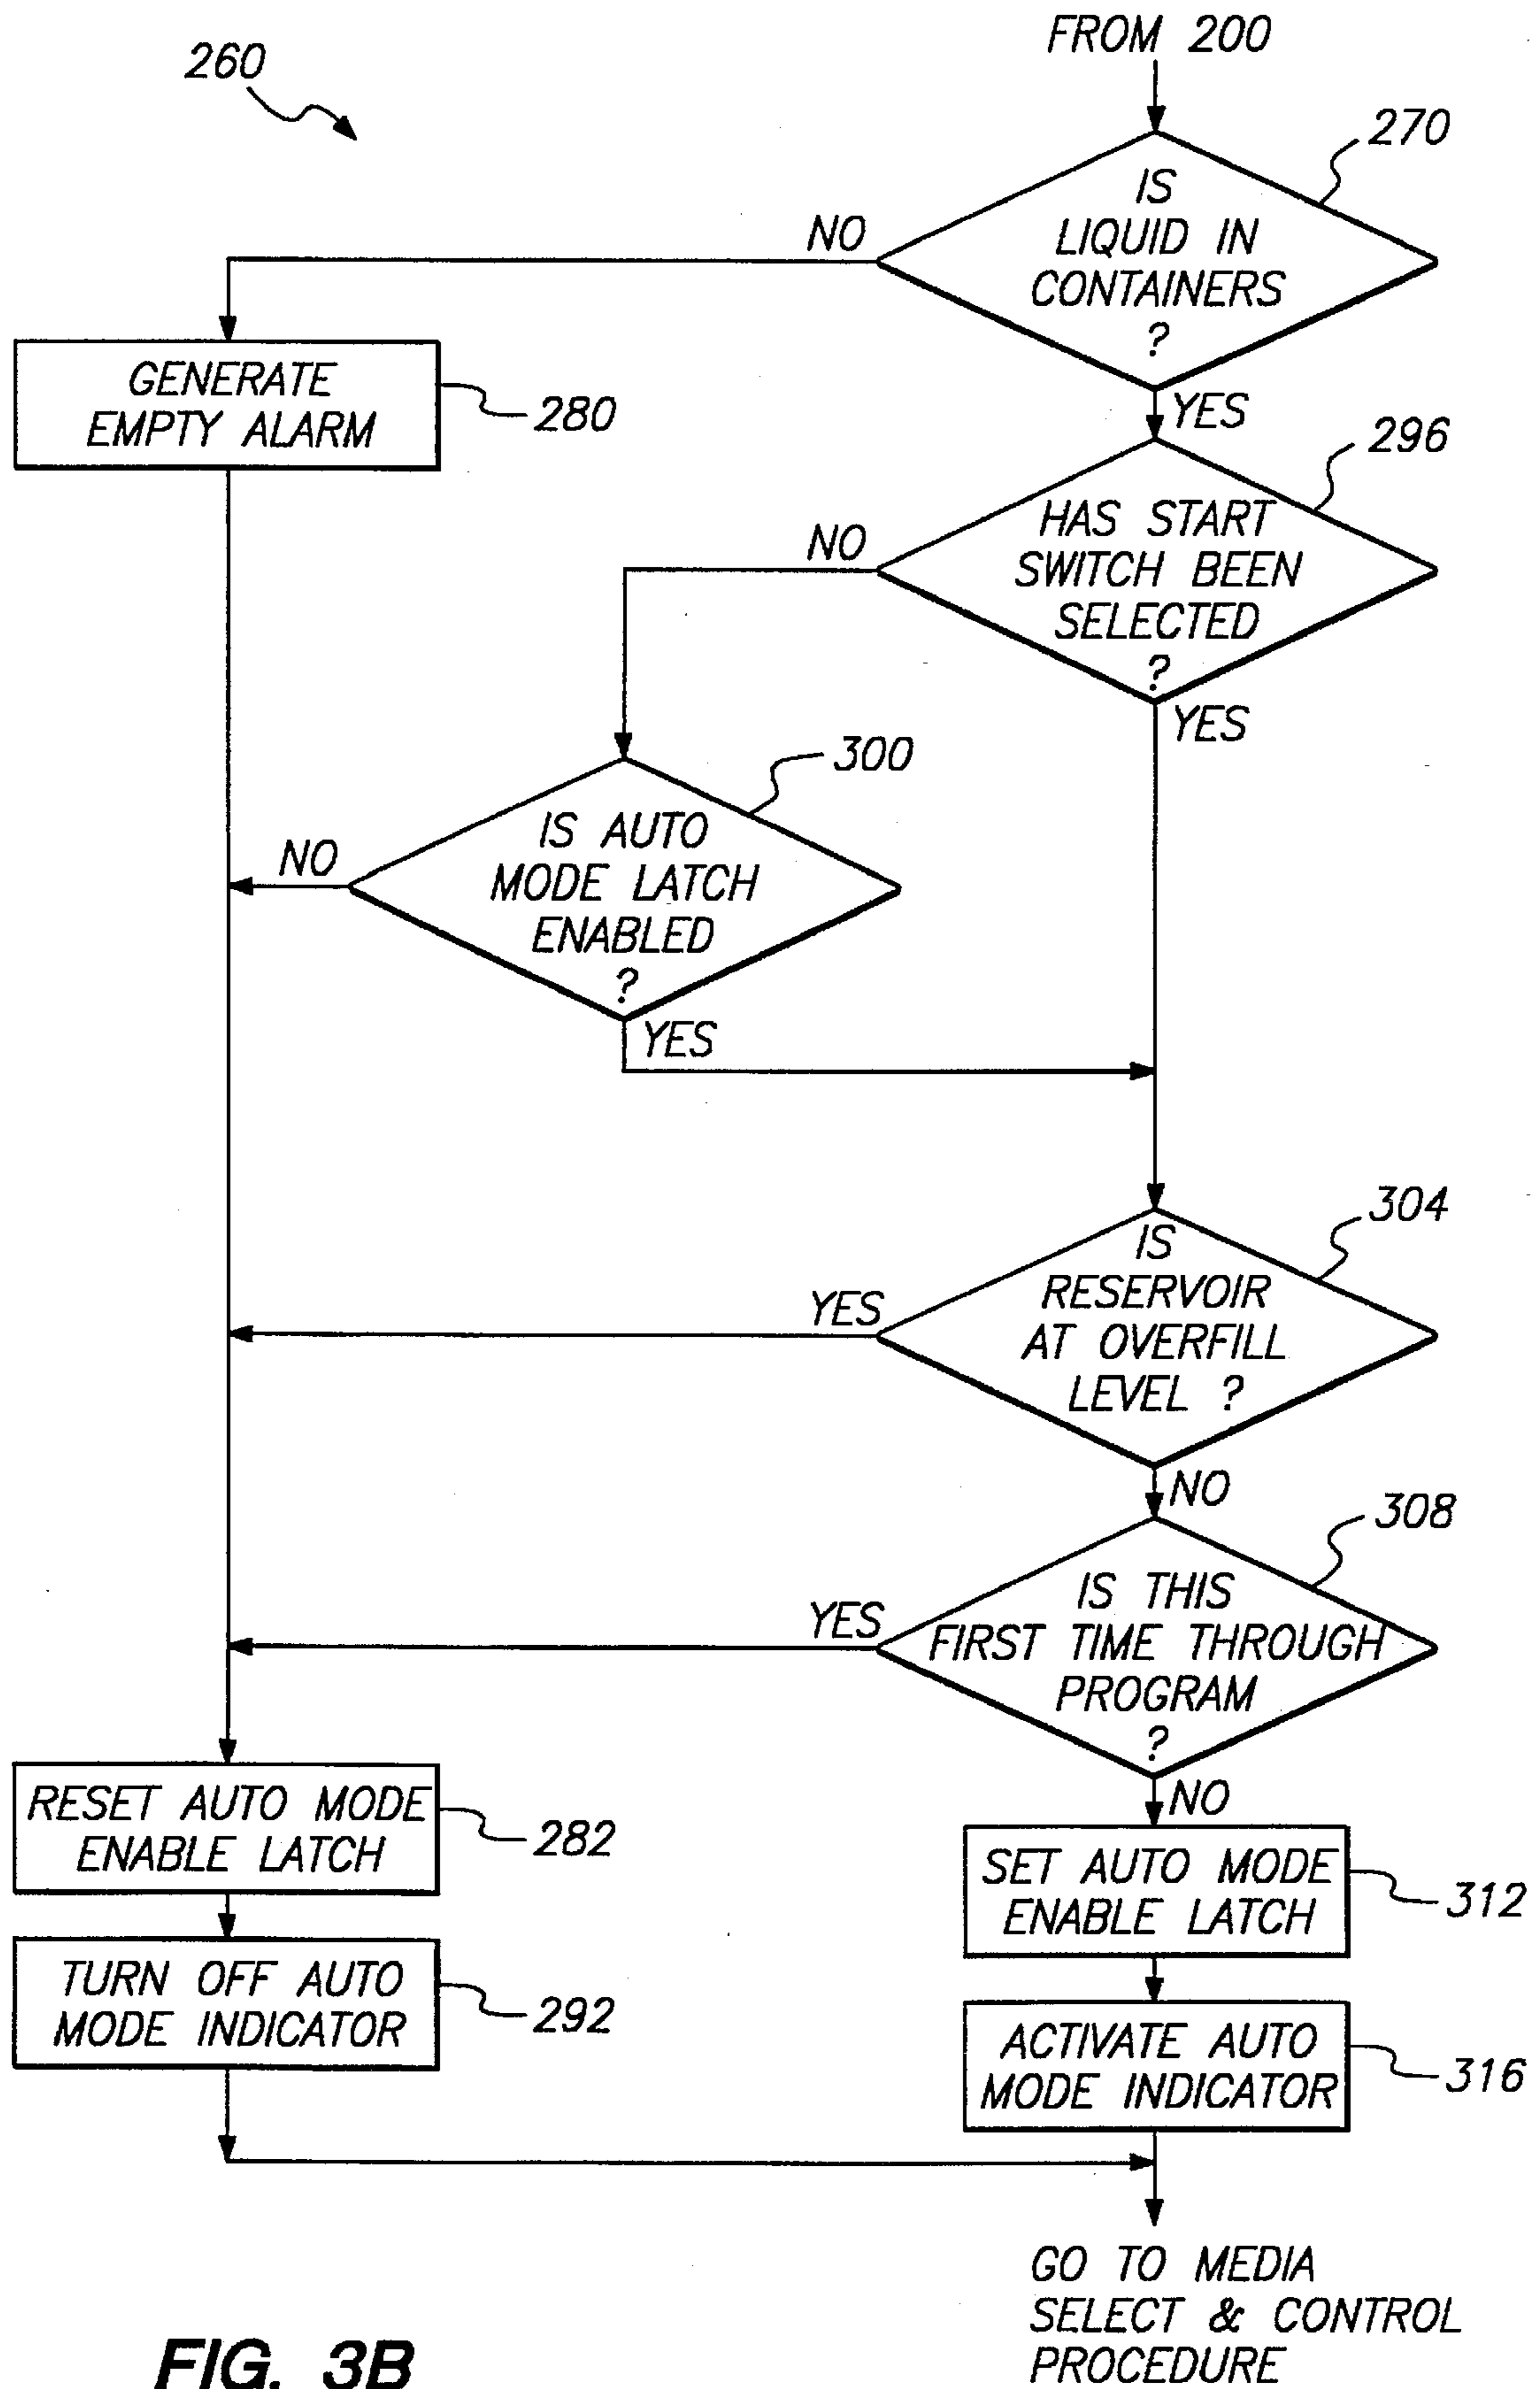 FROM 200
260
270
IS
LIQUID IN
CONTAINERS
?
NO
YES
GENERATE
EMPTY ALARM
280
296
HAS START
SWITCH BEEN
SELECTED
?
NO
YES
300
IS AUTO
MODE LATCH
ENABLED
?
NO
YES
304
IS
RESERVOIR
AT OVERFILL
LEVEL ?
YES
NO
308
IS THIS
FIRST TIME THROUGH
PROGRAM
?
YES
NO
RESET AUTO MODE
ENABLE LATCH
282
SET AUTO MODE
ENABLE LATCH
312
TURN OFF AUTO
MODE INDICATOR
292
ACTIVATE AUTO
MODE INDICATOR
316
GO TO MEDIA
SELECT & CONTROL
PROCEDURE
FIG. 3B